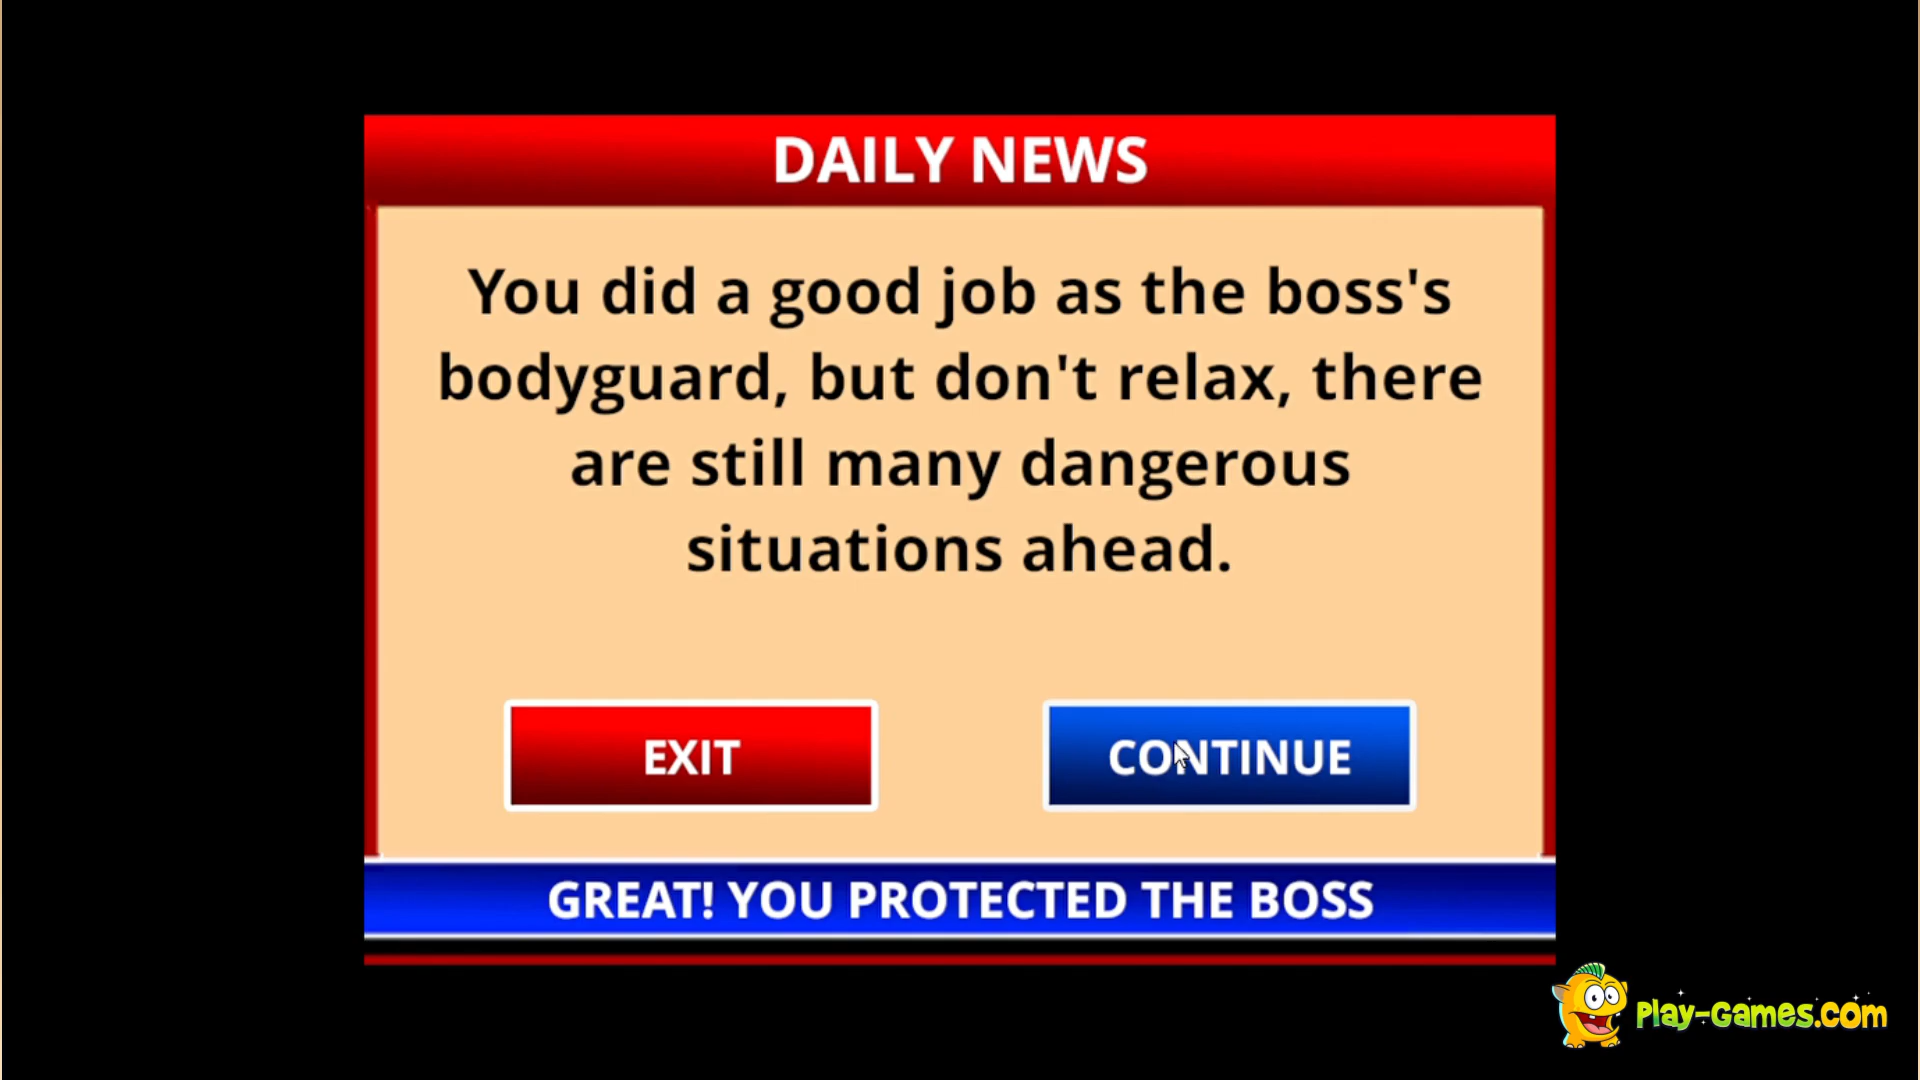 DAILY NEWS
You did a good job as the boss's
bodyguard, but don't relax, there
are still many dangerous
situations ahead.
EXIT
CONTINUE
GREAT! YOU PROTECTED THE BOSS
Play-Games.com